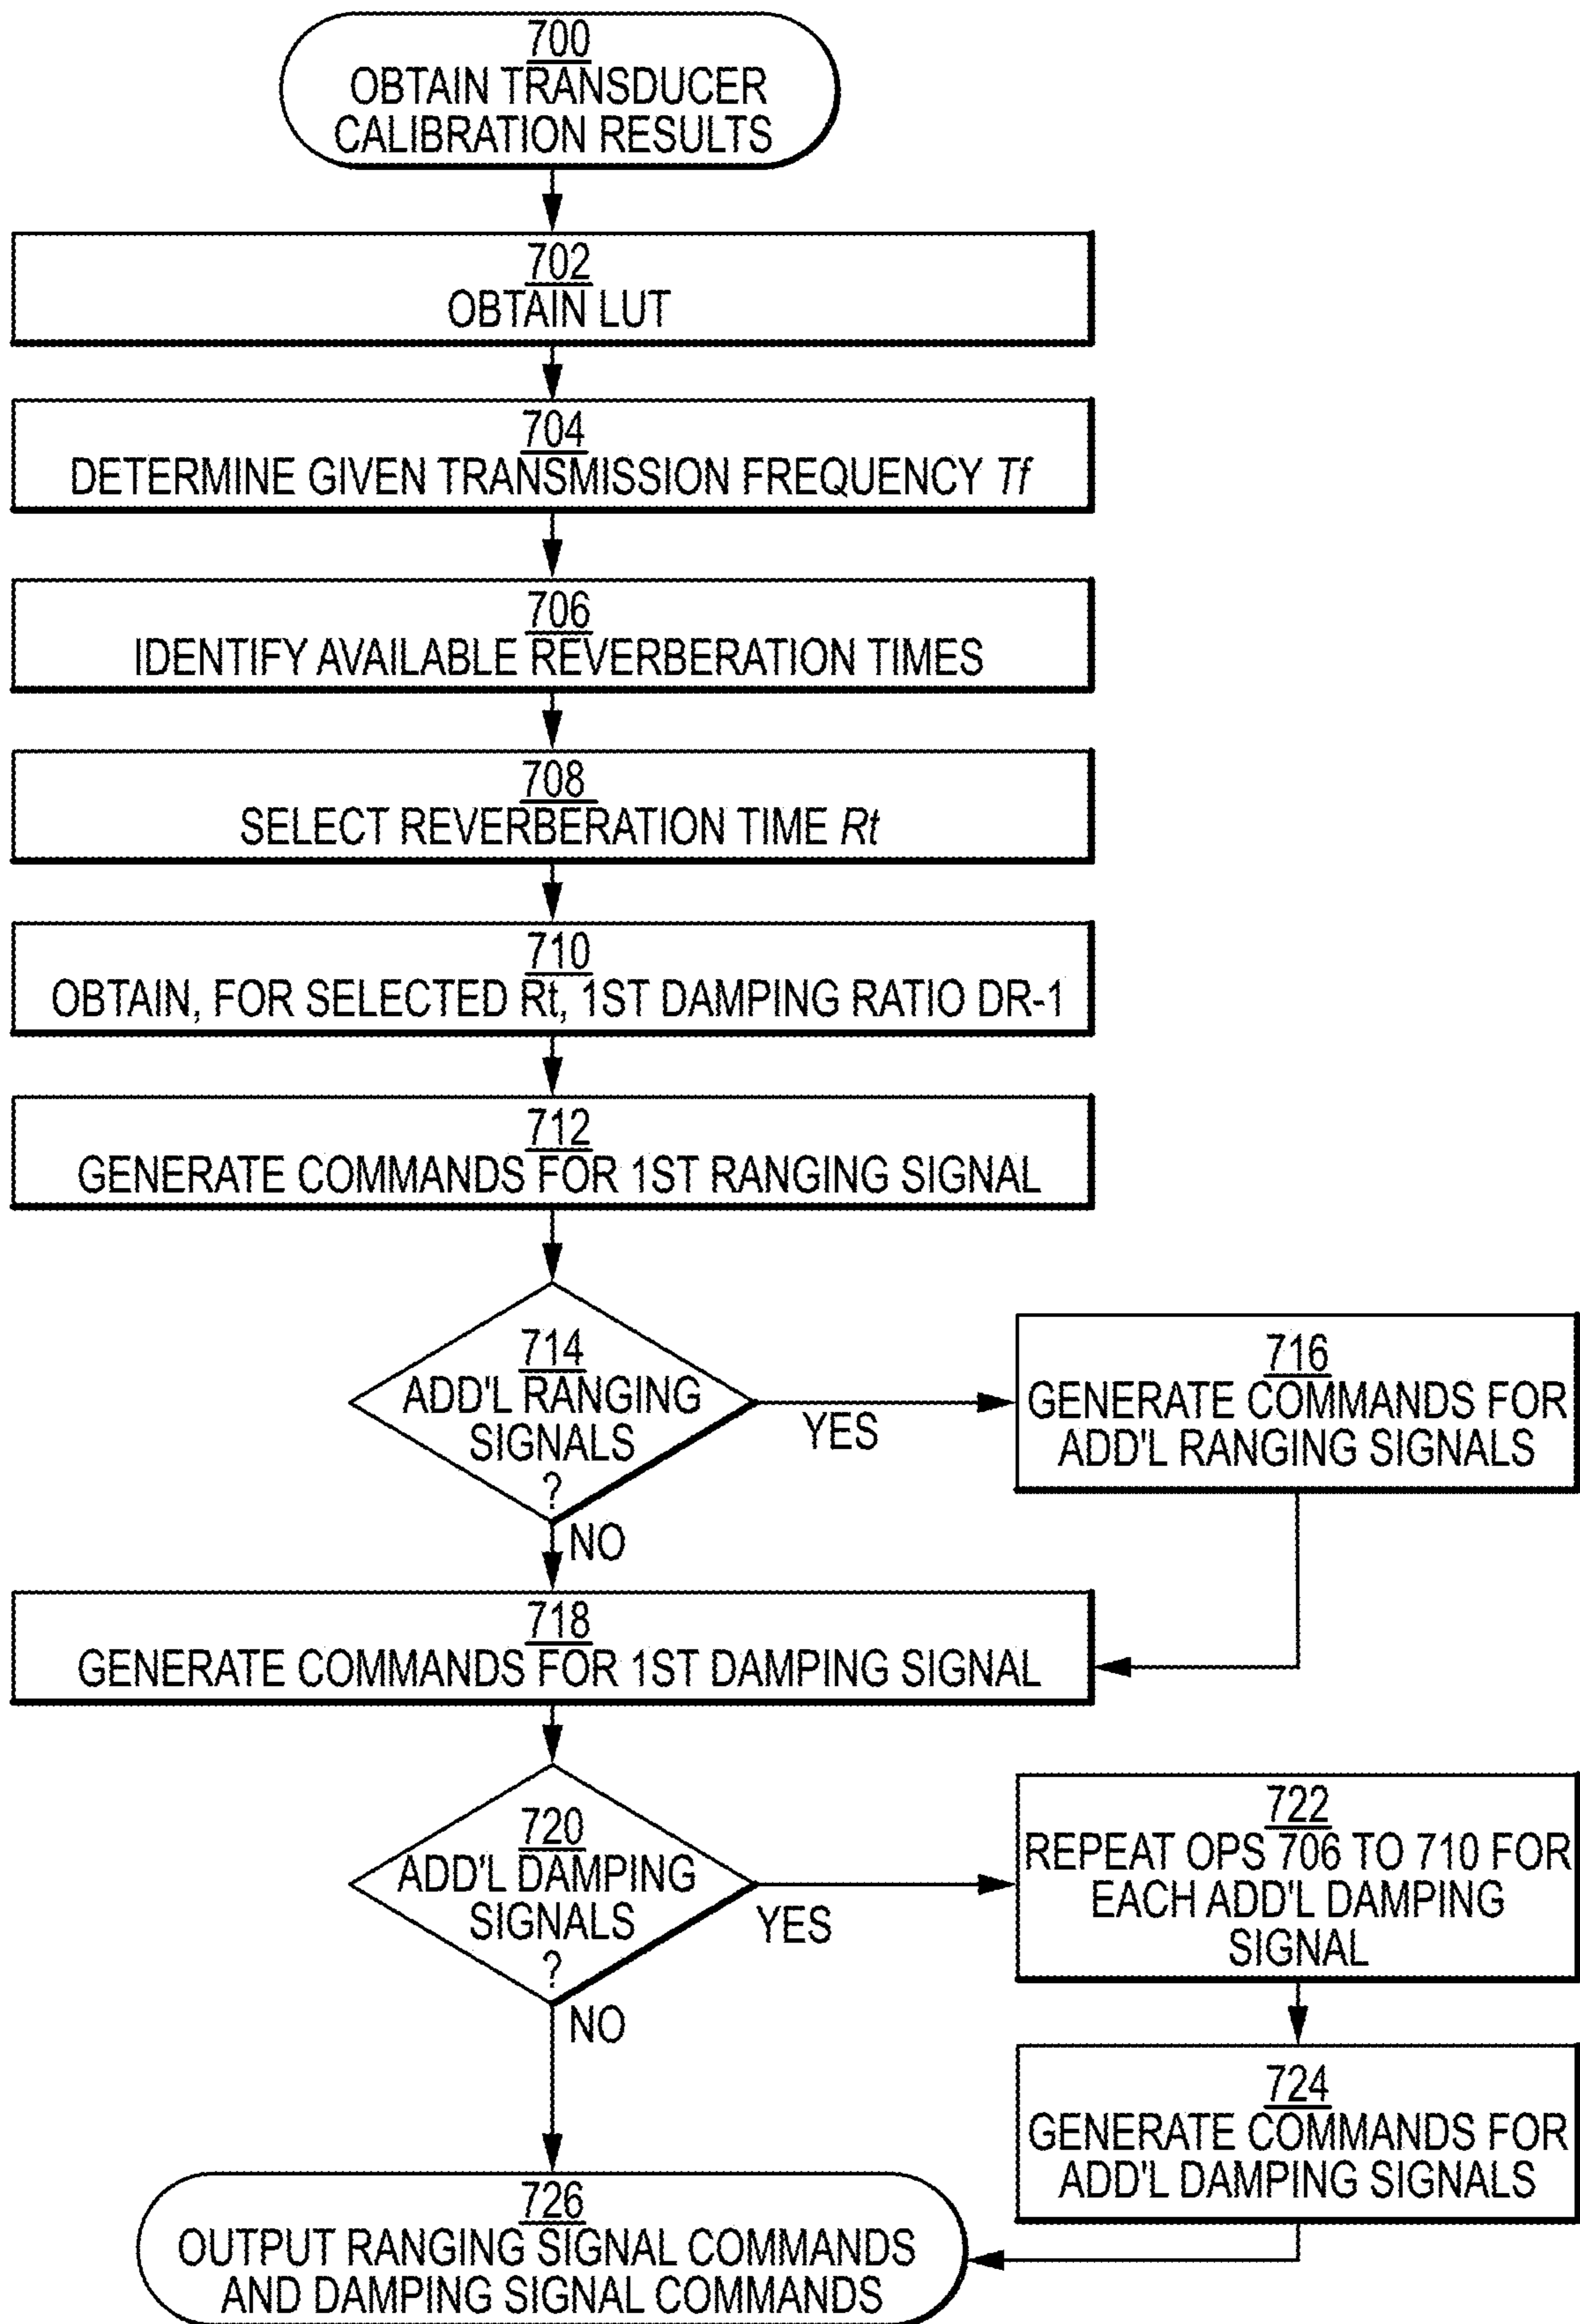 700
OBTAIN TRANSDUCER
CALIBRATION RESULTS
702
OBTAIN LUT
704
DETERMINE GIVEN TRANSMISSION FREQUENCY Tf
706
IDENTIFY AVAILABLE REVERBERATION TIMES
708
SELECT REVERBERATION TIME Rt
710
OBTAIN, FOR SELECTED Rt, 1ST DAMPING RATIO DR-1
712
GENERATE COMMANDS FOR 1ST RANGING SIGNAL
714
ADD'L RANGING
SIGNALS
?
YES
NO
716
GENERATE COMMANDS FOR
ADD'L RANGING SIGNALS
718
GENERATE COMMANDS FOR 1ST DAMPING SIGNAL
720
ADD'L DAMPING
SIGNALS
?
YES
NO
722
REPEAT OPS 706 TO 710 FOR
EACH ADD'L DAMPING
SIGNAL
724
GENERATE COMMANDS FOR
ADD'L DAMPING SIGNALS
726
OUTPUT RANGING SIGNAL COMMANDS
AND DAMPING SIGNAL COMMANDS